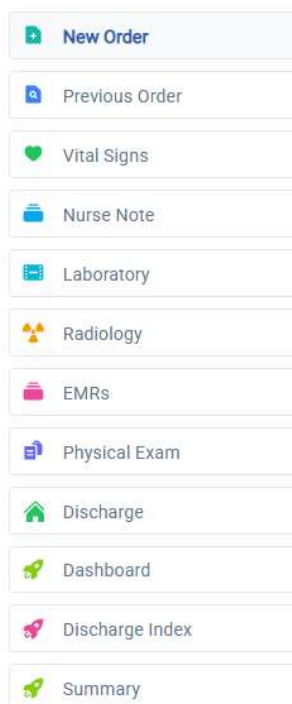 New Order
Previous Order
Vital Signs
Nurse Note
Laboratory
Radiology
EMRs
Physical Exam
Discharge
Dashboard
Discharge Index
Summary